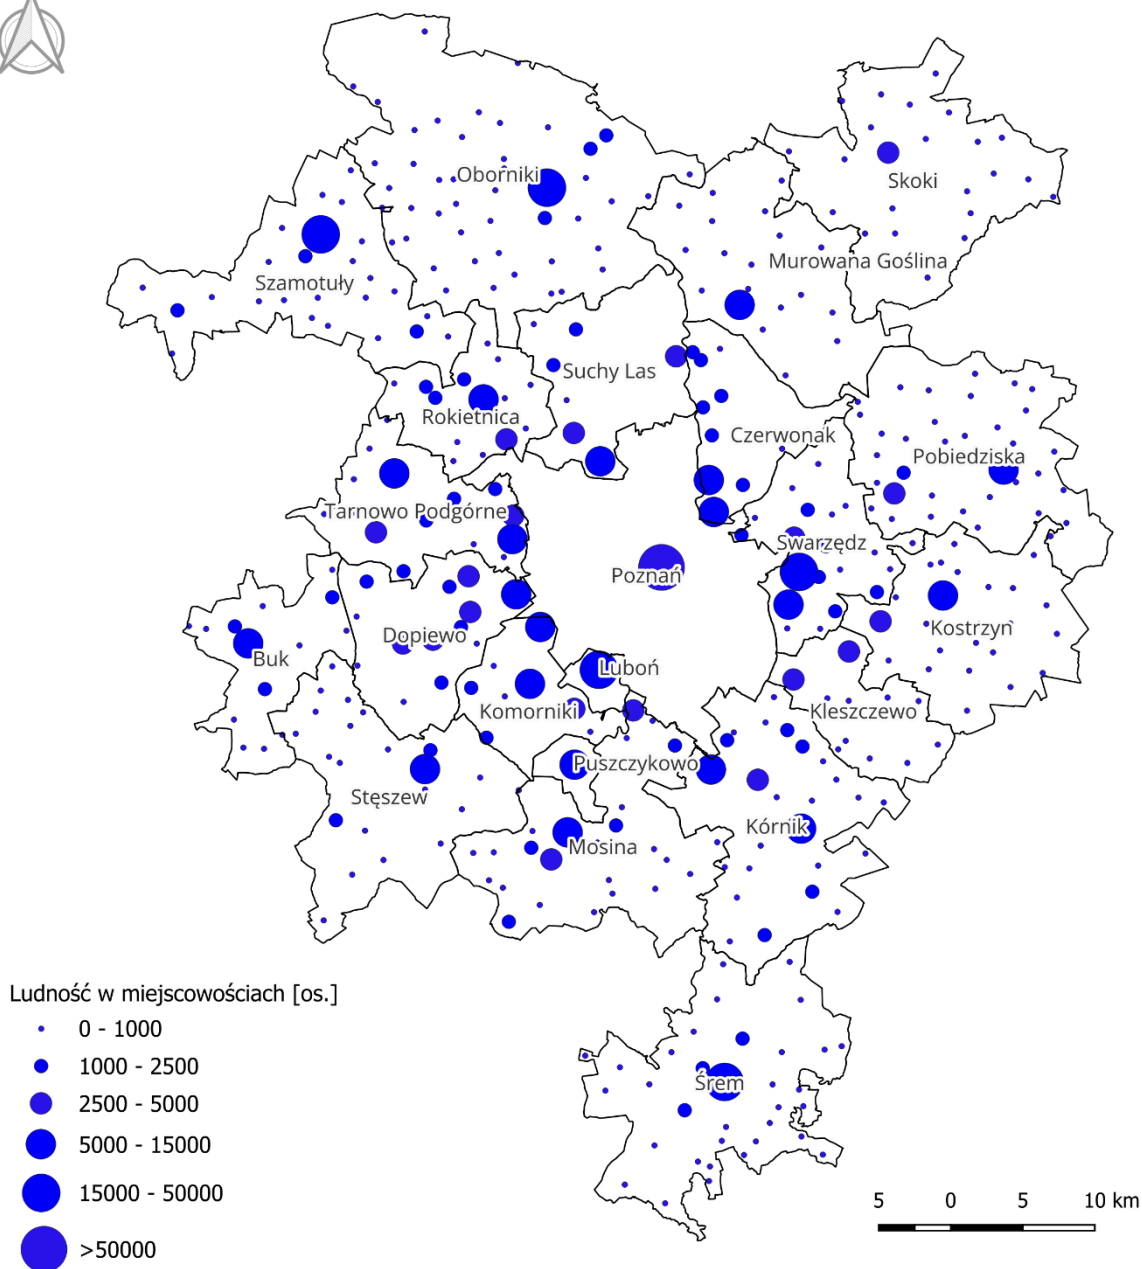 Oborniki
Skoki
Szamotuły
Murowana Goślina
Suchy Las
Rokietnica
Czerwonak
Pobiedziska
Tarnowo Podgórne
Swarzędz
Poznań
Dopiewo
Kostrzyn
Buk
Luboń
Komorniki
Kleszczewo
Puszczykowo
Stęszew
Kórnik
Mosina
Śrem
Ludność w miejscowościach [os.]
0 - 1000
1000 - 2500
2500 - 5000
5000 - 15000
15000 - 50000
>50000
5 0 5 10 km